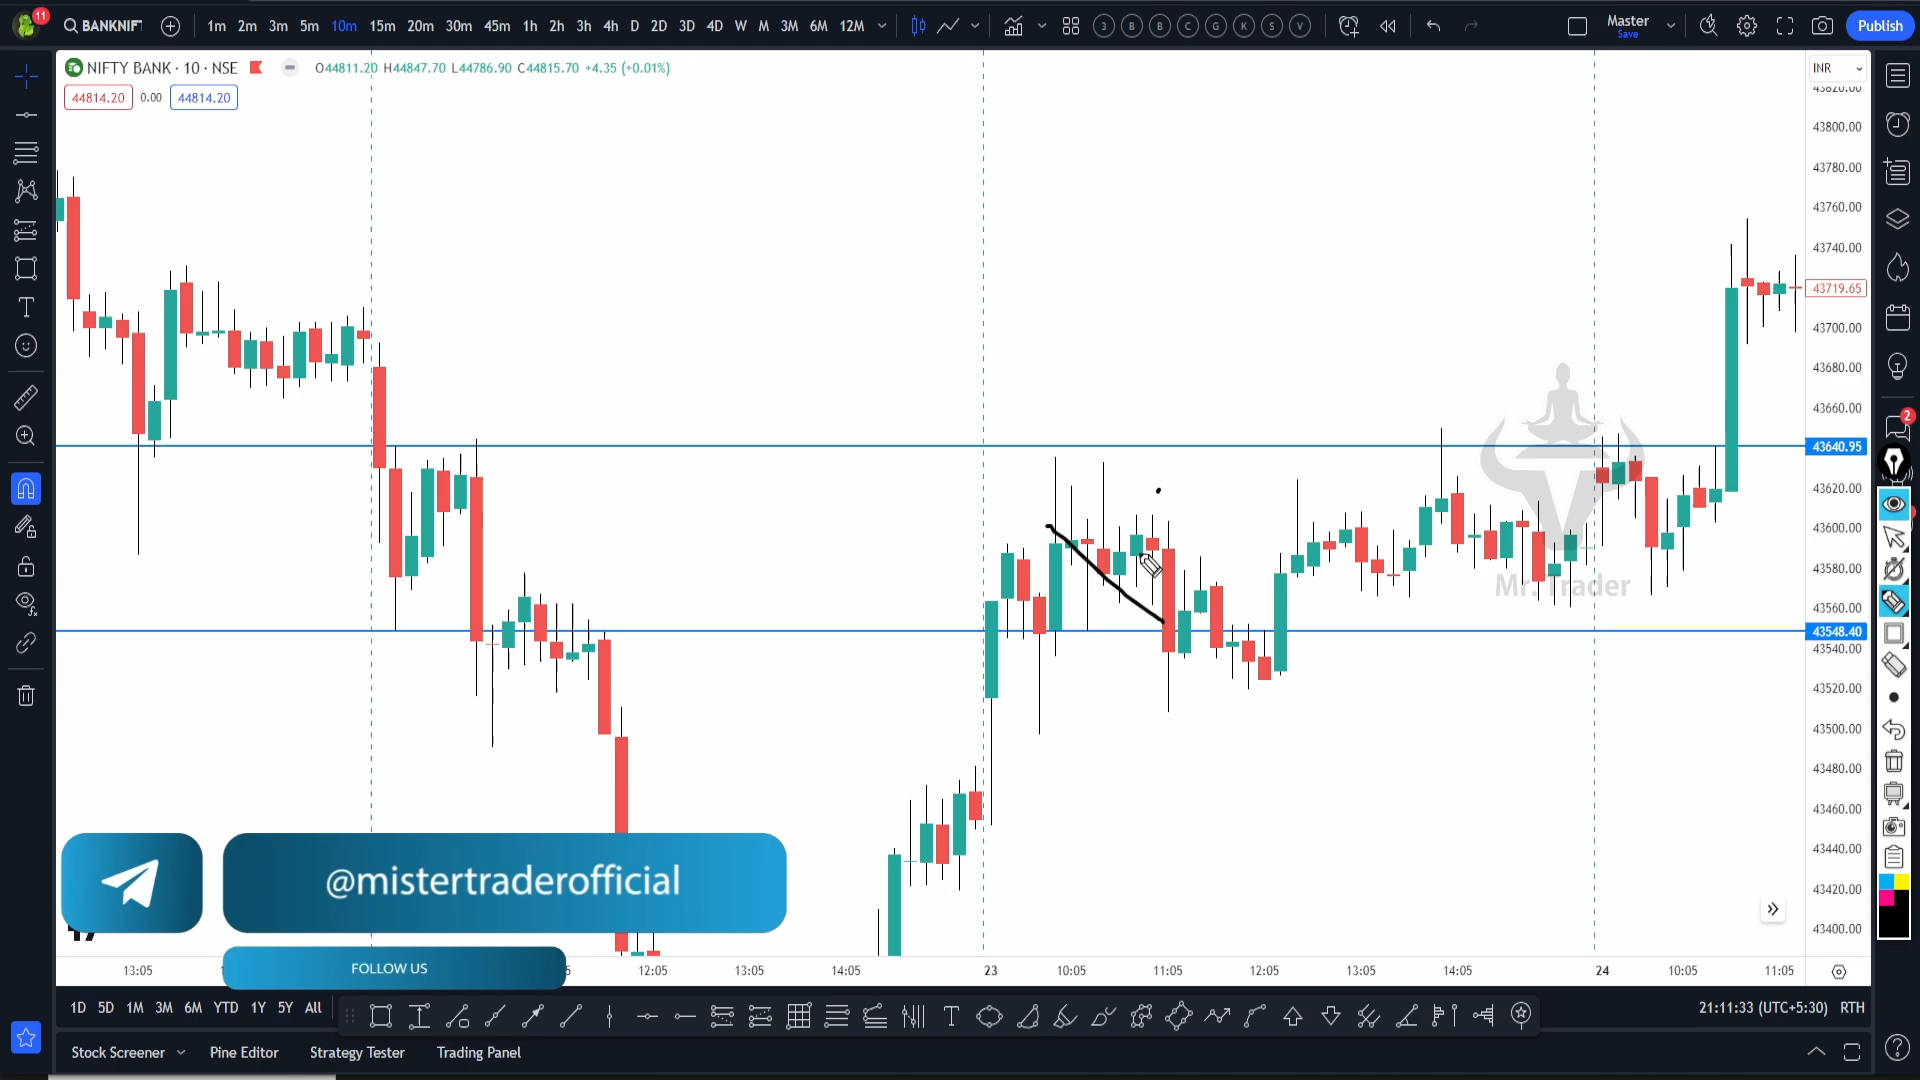 11
BANKNIF
1m 2m 3m 5m 10m 15m 20m 30m 45m 1h 2h 3h 4h D 2D 3D 4D W M 3M 6M 12M
3 B B C G K S V
Master
Save
Publish
NIFTY BANK · 10 · NSE
O44811.20 H44847.70 L44786.90 C44815.70 +4.35 (+0.01%)
44814.20 0.00 44814.20
INR
43820.00
43800.00
43780.00
43760.00
43740.00
43719.65
43700.00
43680.00
43660.00
43640.95
43620.00
43600.00
43580.00
43560.00
43548.40
43540.00
43520.00
43500.00
43480.00
43460.00
43440.00
43420.00
43400.00
2
Mr. Trader
@mistertraderofficial
FOLLOW US
13:05 12:05 13:05 14:05 23 10:05 11:05 12:05 13:05 14:05 24 10:05 11:05
1D 5D 1M 3M 6M YTD 1Y 5Y All
21:11:33 (UTC+5:30) RTH
Stock Screener Pine Editor Strategy Tester Trading Panel